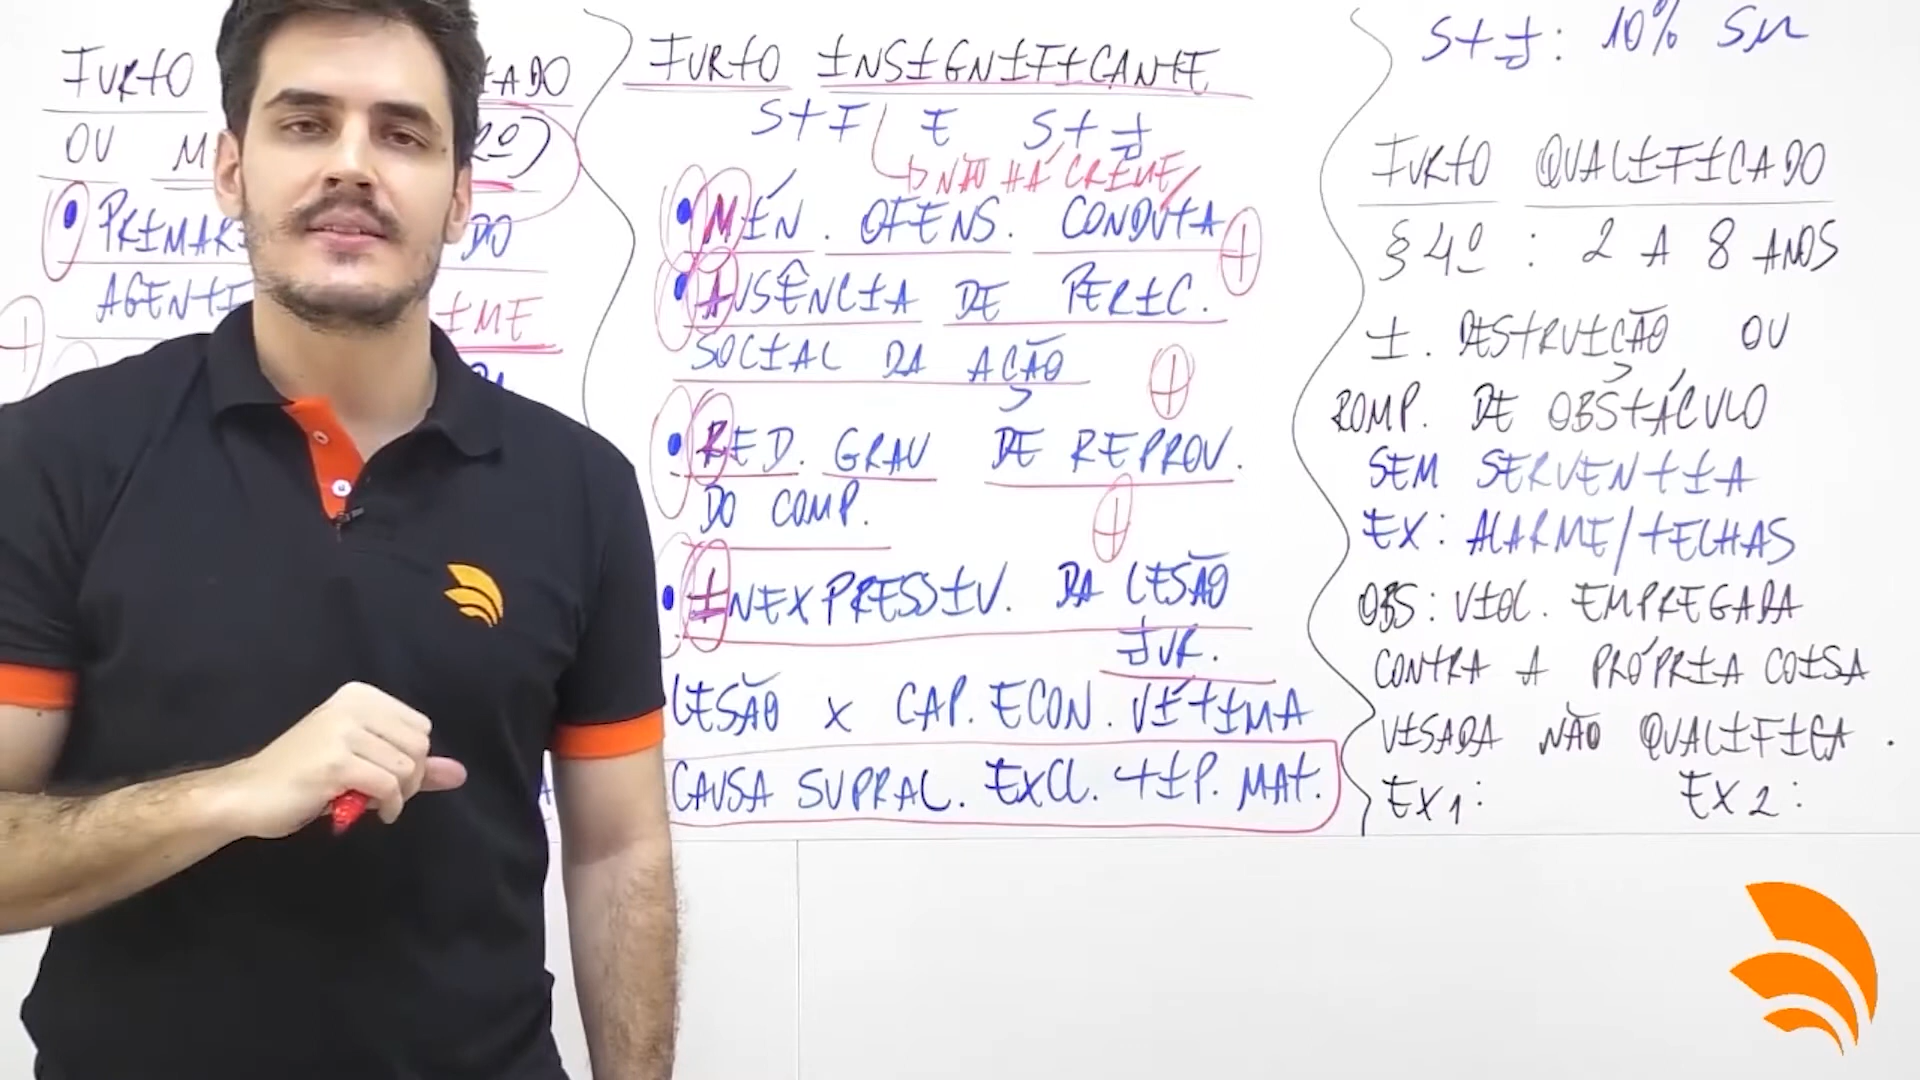 FURTO
OU
PRIMARI DO
AGENTE IME
FURTO INSIGNIFICANTE
STF E STJ
NÃO HÁ CRIME
MÍN. OFENS. CONDUTA
AUSÊNCIA DE PERIC.
SOCIAL DA AÇÃO
RED. GRAU DE REPROV.
DO COMP.
INEXPRESSIV. DA LESÃO
JUR.
LESÃO X CAP. ECON. VÍTIMA
CAUSA SUPRAL. EXCL. TIP. MAT.
STJ: 10% SM
FURTO QUALIFICADO
§ 4º : 2 A 8 ANOS
I. DESTRUIÇÃO OU
ROMP. DE OBSTÁCULO
SEM SERVENTIA
EX: ALARME/TELHAS
OBS: VIOL. EMPREGADA
CONTRA A PRÓPRIA COISA
VISADA NÃO QUALIFICA.
EX1: EX2: